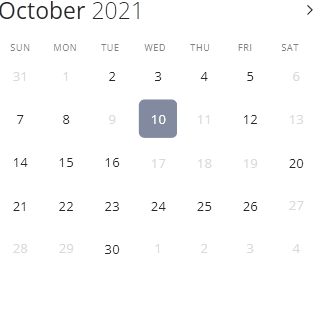 October 2021
SUN MON TUE WED THU FRI SAT
31 1 2 3 4 5 6
7 8 9 10 11 12 13
14 15 16 17 18 19 20
21 22 23 24 25 26 27
28 29 30 1 2 3 4